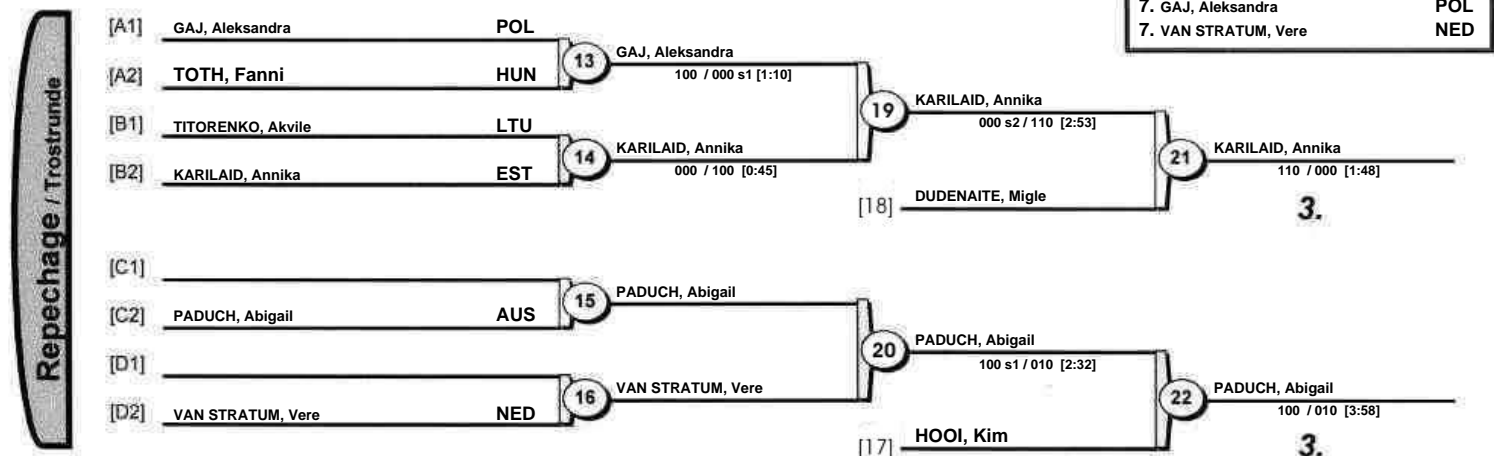 7. GAJ, Aleksandra POL
7. VAN STRATUM, Vere NED
Repechage / Trostrunde
[A1] GAJ, Aleksandra POL
13 GAJ, Aleksandra
100 / 000 s1 [1:10]
[A2] TOTH, Fanni HUN
19 KARILAID, Annika
000 s2 / 110 [2:53]
[B1] TITORENKO, Akvile LTU
14 KARILAID, Annika
000 / 100 [0:45]
[B2] KARILAID, Annika EST
21 KARILAID, Annika
110 / 000 [1:48]
[18] DUDENAITE, Migle
3.
[C1]
15 PADUCH, Abigail
[C2] PADUCH, Abigail AUS
20 PADUCH, Abigail
100 s1 / 010 [2:32]
[D1]
16 VAN STRATUM, Vere
[D2] VAN STRATUM, Vere NED
22 PADUCH, Abigail
100 / 010 [3:58]
[17] HOOI, Kim
3.